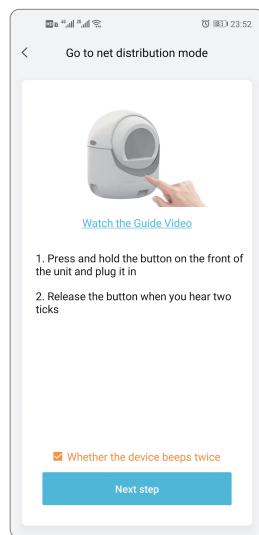 23:52
Go to net distribution mode
Watch the Guide Video
1. Press and hold the button on the front of
the unit and plug it in
2. Release the button when you hear two
ticks
Whether the device beeps twice
Next step